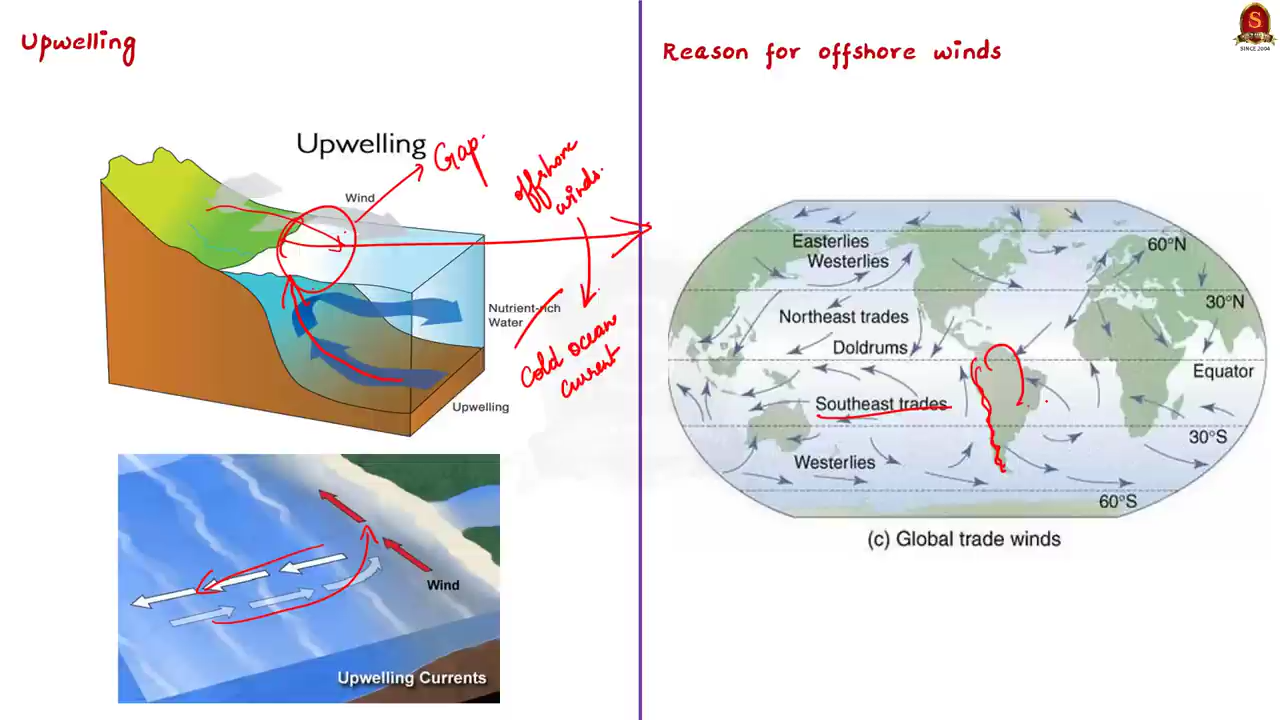 Upwelling
Upwelling
Gap.
Wind
offshore
winds.
Nutrient-rich
Water
cold ocean
current
Upwelling
Wind
Upwelling Currents
Reason for offshore winds
S
SINCE 2004
Easterlies
Westerlies
60°N
30°N
Northeast trades
Doldrums
Equator
Southeast trades
30°S
Westerlies
60°S
(c) Global trade winds